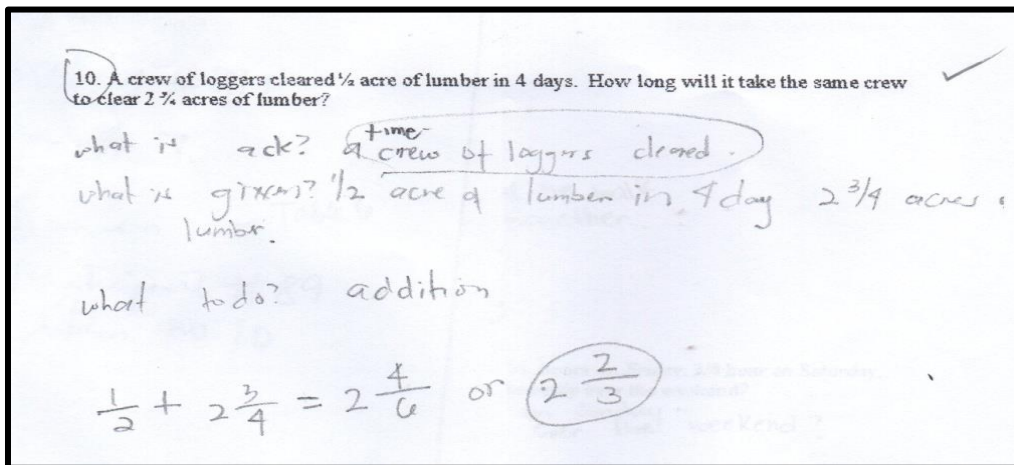 10. A crew of loggers cleared ½ acre of lumber in 4 days. How long will it take the same crew
to clear 2 ¾ acres of lumber?
time
what is ack? a crew of loggers cleared.
what is given? 1/2 acre of lumber in 4 day 2 3/4 acres
lumbr.
what to do? addition
1/2 + 2 3/4 = 2 4/6 or 2 2/3